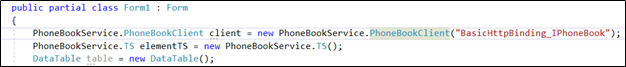 public partial class Form1 : Form
{
PhoneBookService.PhoneBookClient client = new PhoneBookService.PhoneBookClient("BasicHttpBinding_IPhoneBook");
PhoneBookService.TS elementTS = new PhoneBookService.TS();
DataTable table = new DataTable();